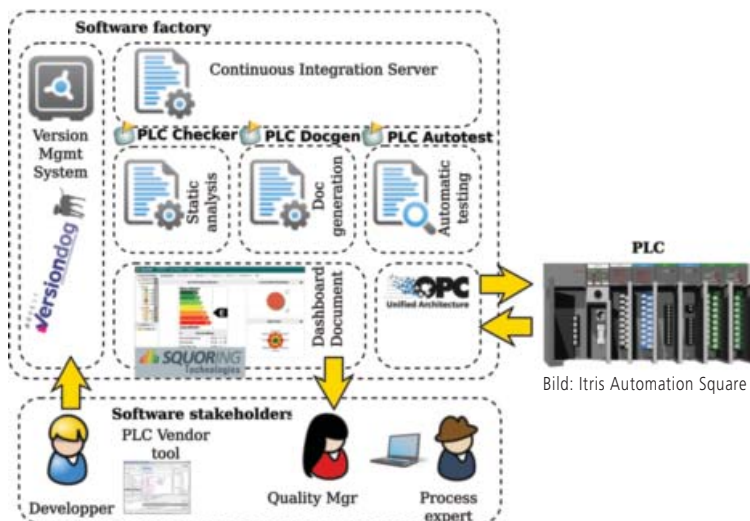 Software factory
Continuous Integration Server
Version
Mgmt
System
versiondog
PLC Checker
PLC Docgen
PLC Autotest
Static
analysis
Doc
generation
Automatic
testing
Dashboard
Document
SQUORING
Technologies
OPC
Unified Architecture
PLC
Bild: Itris Automation Square
Software stakeholders
PLC Vendor
tool
Developper
Quality Mgr
Process
expert